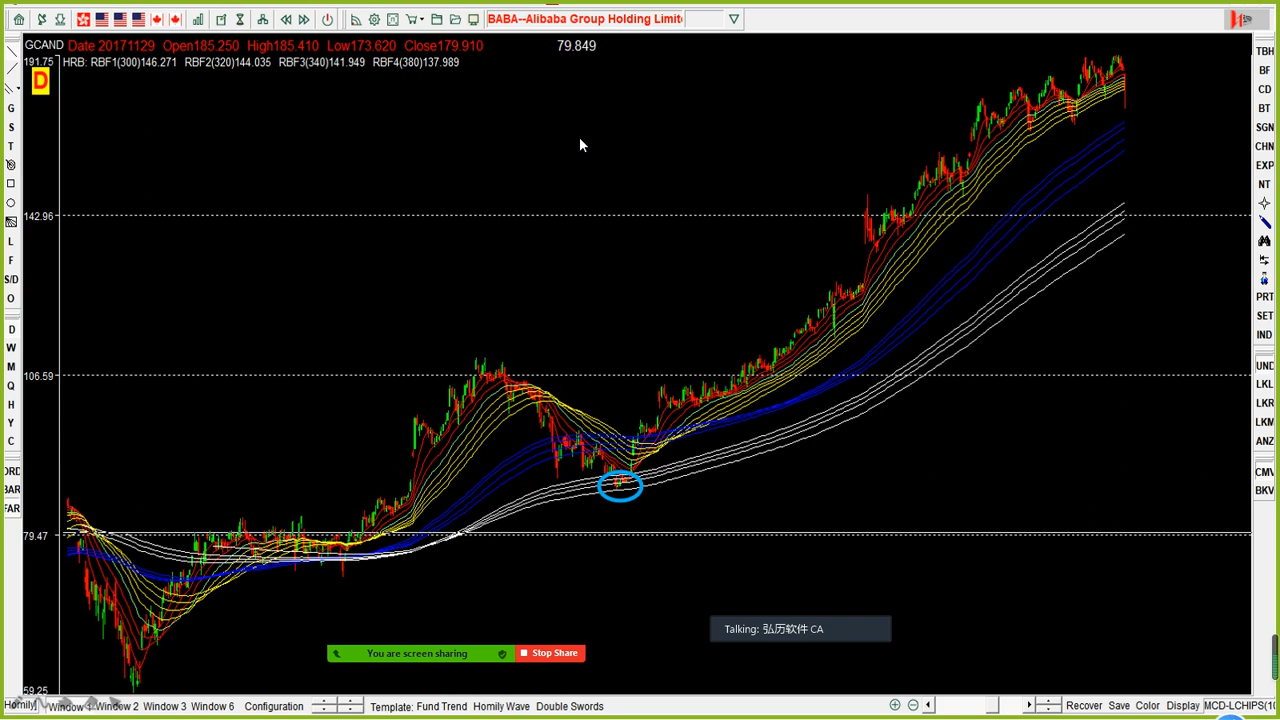 BABA--Alibaba Group Holding Limit
GCAND Date 20171129 Open185.250 High185.410 Low173.620 Close179.910 79.849
191.75 HRB: RBF1(300)146.271 RBF2(320)144.035 RBF3(340)141.949 RBF4(380)137.989
D
142.96
106.59
79.47
59.25
G
S
T
L
F
S/D
O
D
W
M
Q
H
Y
C
ORD
BAR
FAR
TBH
BF
CD
BT
SGN
CHN
EXP
NT
PRT
SET
IND
UND
LKL
LKR
LKM
ANZ
CMV
BKV
Talking: 弘历软件 CA
You are screen sharing Stop Share
Homily Window 1 Window 2 Window 3 Window 6 Configuration Template: Fund Trend Homily Wave Double Swords Recover Save Color Display MCD-LCHIPS(10